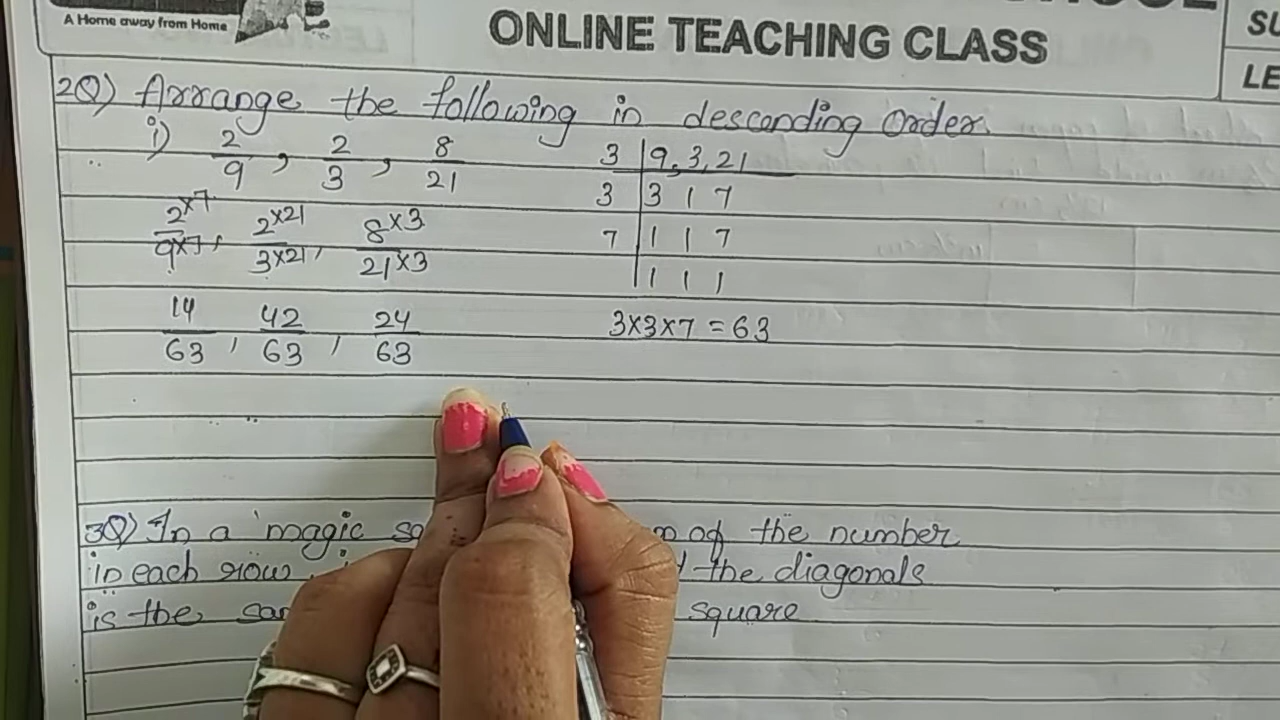 A Home away from Home
ONLINE TEACHING CLASS
SU
LE
2Q) Arrange the following in desconding Order.
i) 2/9, 2/3, 8/21
3 | 9, 3, 21
3 | 3 1 7
7 | 1 1 7
1 1 1
2×7/9×7, 2×21/3×21, 8×3/21×3
14/63, 42/63, 24/63
3×3×7 = 63
3Q) In a magic of the number
in each row the diagonals
is the square